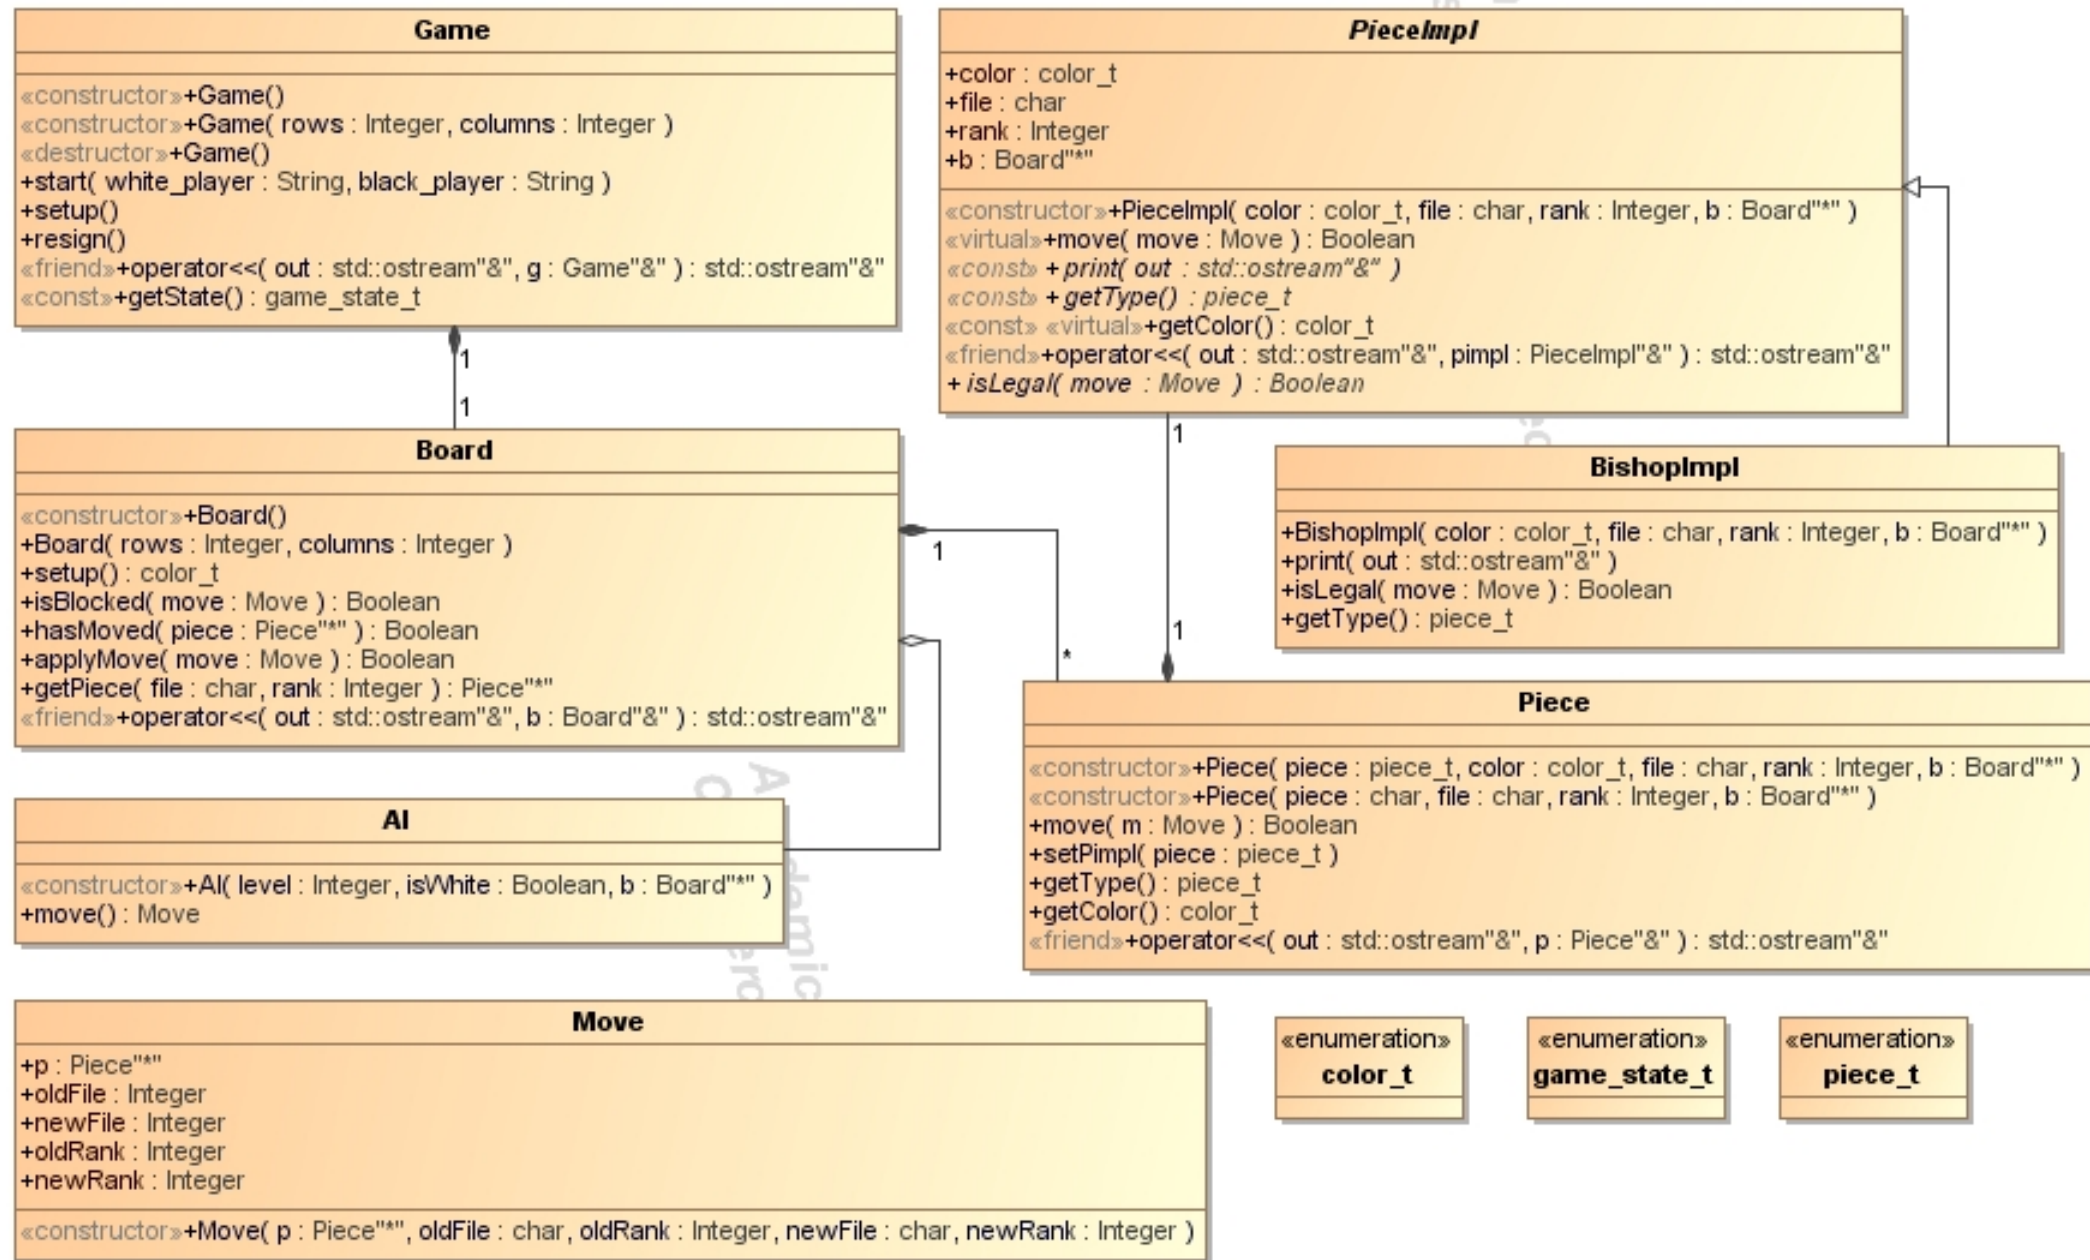 Game
«constructor»+Game()
«constructor»+Game( rows : Integer, columns : Integer )
«destructor»+Game()
+start( white_player : String, black_player : String )
+setup()
+resign()
«friend»+operator<<( out : std::ostream"&", g : Game"&" ) : std::ostream"&"
«const»+getState() : game_state_t
1
1
Board
«constructor»+Board()
+Board( rows : Integer, columns : Integer )
+setup() : color_t
+isBlocked( move : Move ) : Boolean
+hasMoved( piece : Piece"*" ) : Boolean
+applyMove( move : Move ) : Boolean
+getPiece( file : char, rank : Integer ) : Piece"*"
«friend»+operator<<( out : std::ostream"&", b : Board"&" ) : std::ostream"&"
1
*
AI
«constructor»+AI( level : Integer, isWhite : Boolean, b : Board"*" )
+move() : Move
Move
+p : Piece"*"
+oldFile : Integer
+newFile : Integer
+oldRank : Integer
+newRank : Integer
«constructor»+Move( p : Piece"*", oldFile : char, oldRank : Integer, newFile : char, newRank : Integer )
PieceImpl
+color : color_t
+file : char
+rank : Integer
+b : Board"*"
«constructor»+PieceImpl( color : color_t, file : char, rank : Integer, b : Board"*" )
«virtual»+move( move : Move ) : Boolean
«const» +print( out : std::ostream"&" )
«const» +getType() : piece_t
«const» «virtual»+getColor() : color_t
«friend»+operator<<( out : std::ostream"&", pimpl : PieceImpl"&" ) : std::ostream"&"
+isLegal( move : Move ) : Boolean
1
1
BishopImpl
+BishopImpl( color : color_t, file : char, rank : Integer, b : Board"*" )
+print( out : std::ostream"&" )
+isLegal( move : Move ) : Boolean
+getType() : piece_t
Piece
«constructor»+Piece( piece : piece_t, color : color_t, file : char, rank : Integer, b : Board"*" )
«constructor»+Piece( piece : char, file : char, rank : Integer, b : Board"*" )
+move( m : Move ) : Boolean
+setPimpl( piece : piece_t )
+getType() : piece_t
+getColor() : color_t
«friend»+operator<<( out : std::ostream"&", p : Piece"&" ) : std::ostream"&"
«enumeration»
color_t
«enumeration»
game_state_t
«enumeration»
piece_t